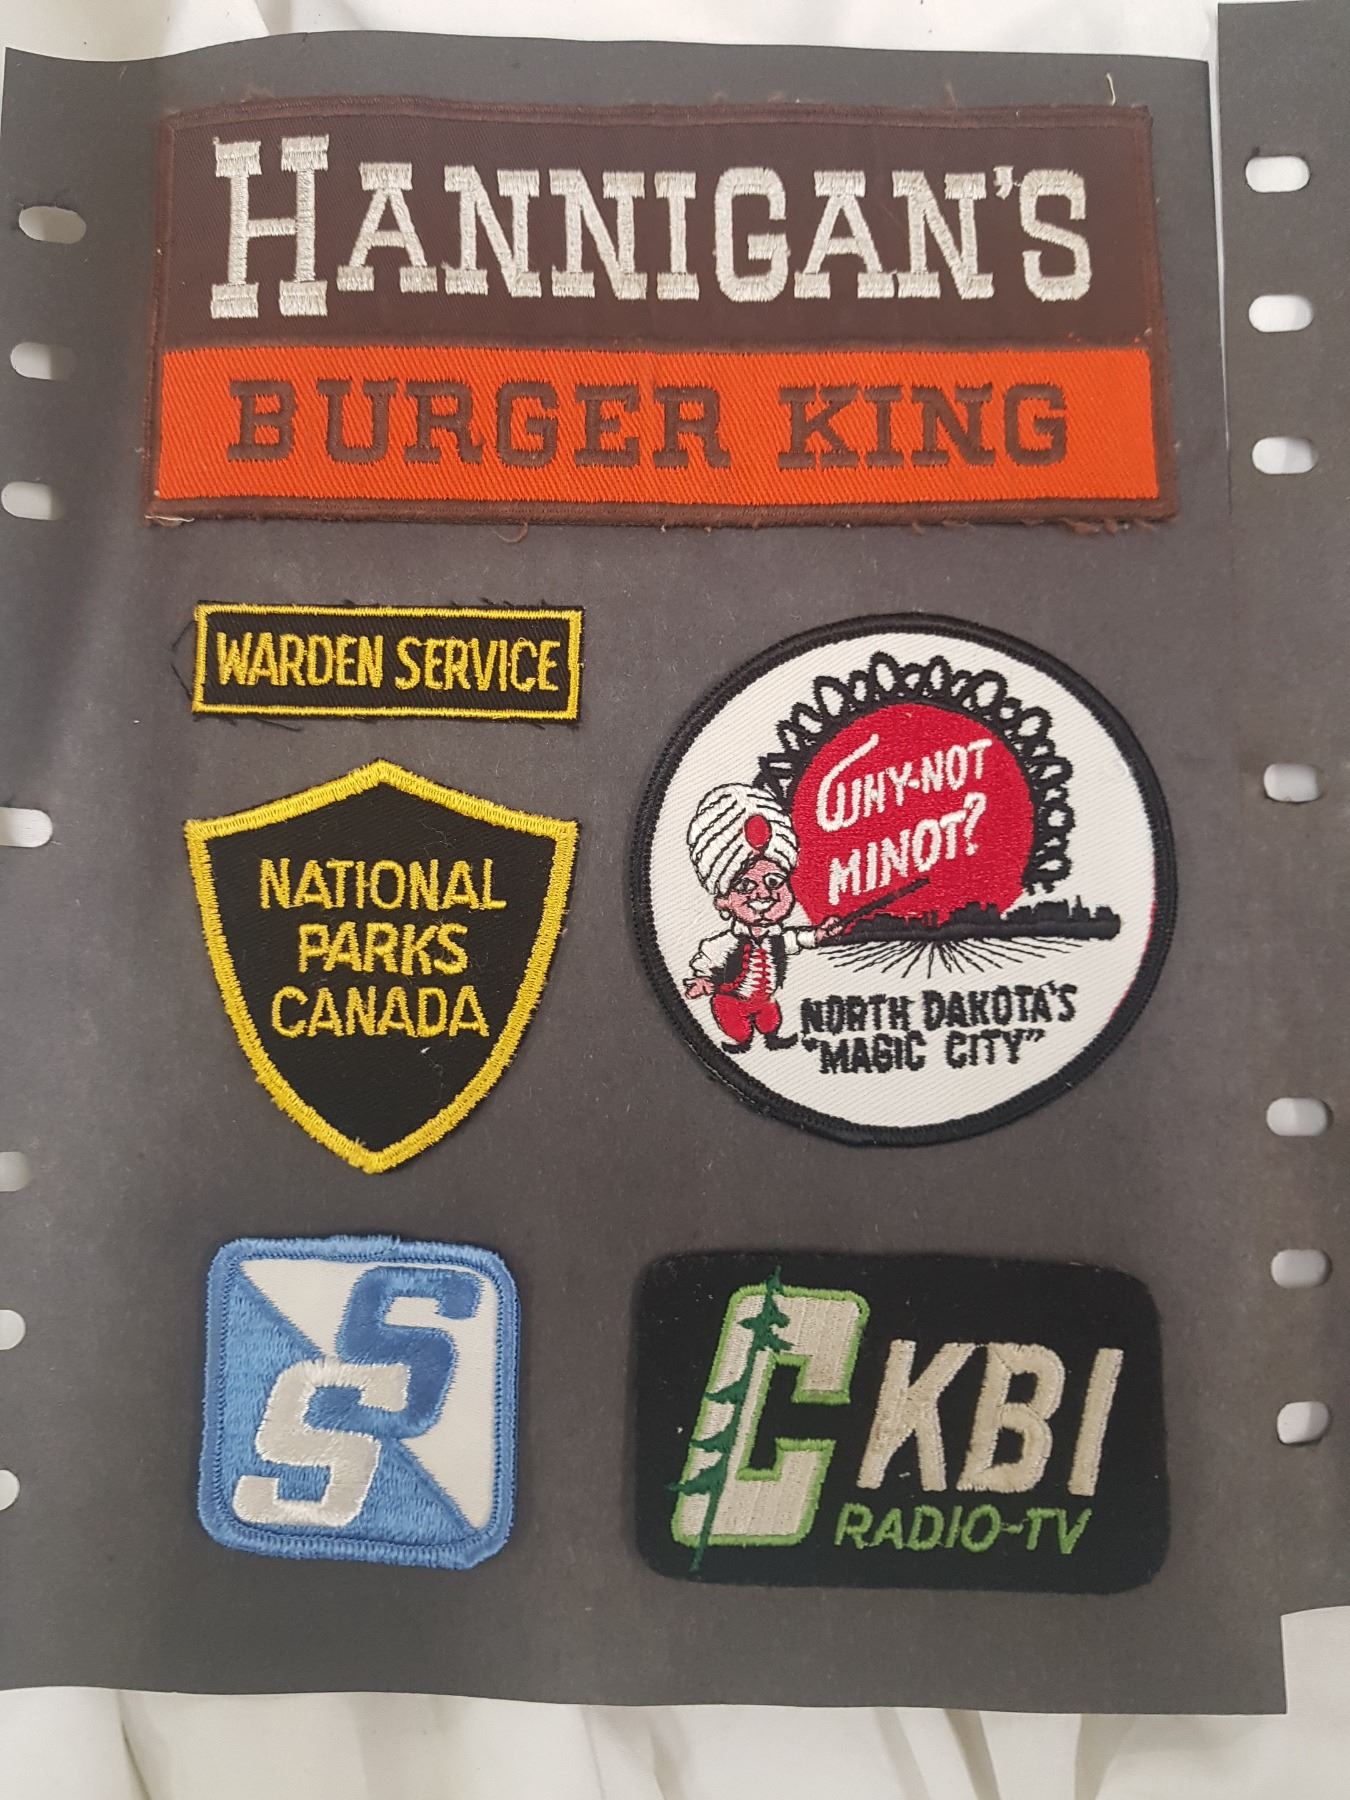 HANNIGAN'S
BURGER KING
WARDEN SERVICE
NATIONAL
PARKS
CANADA
WHY-NOT
MINOT?
NORTH DAKOTA'S
"MAGIC CITY"
SS
CKBI
RADIO-TV